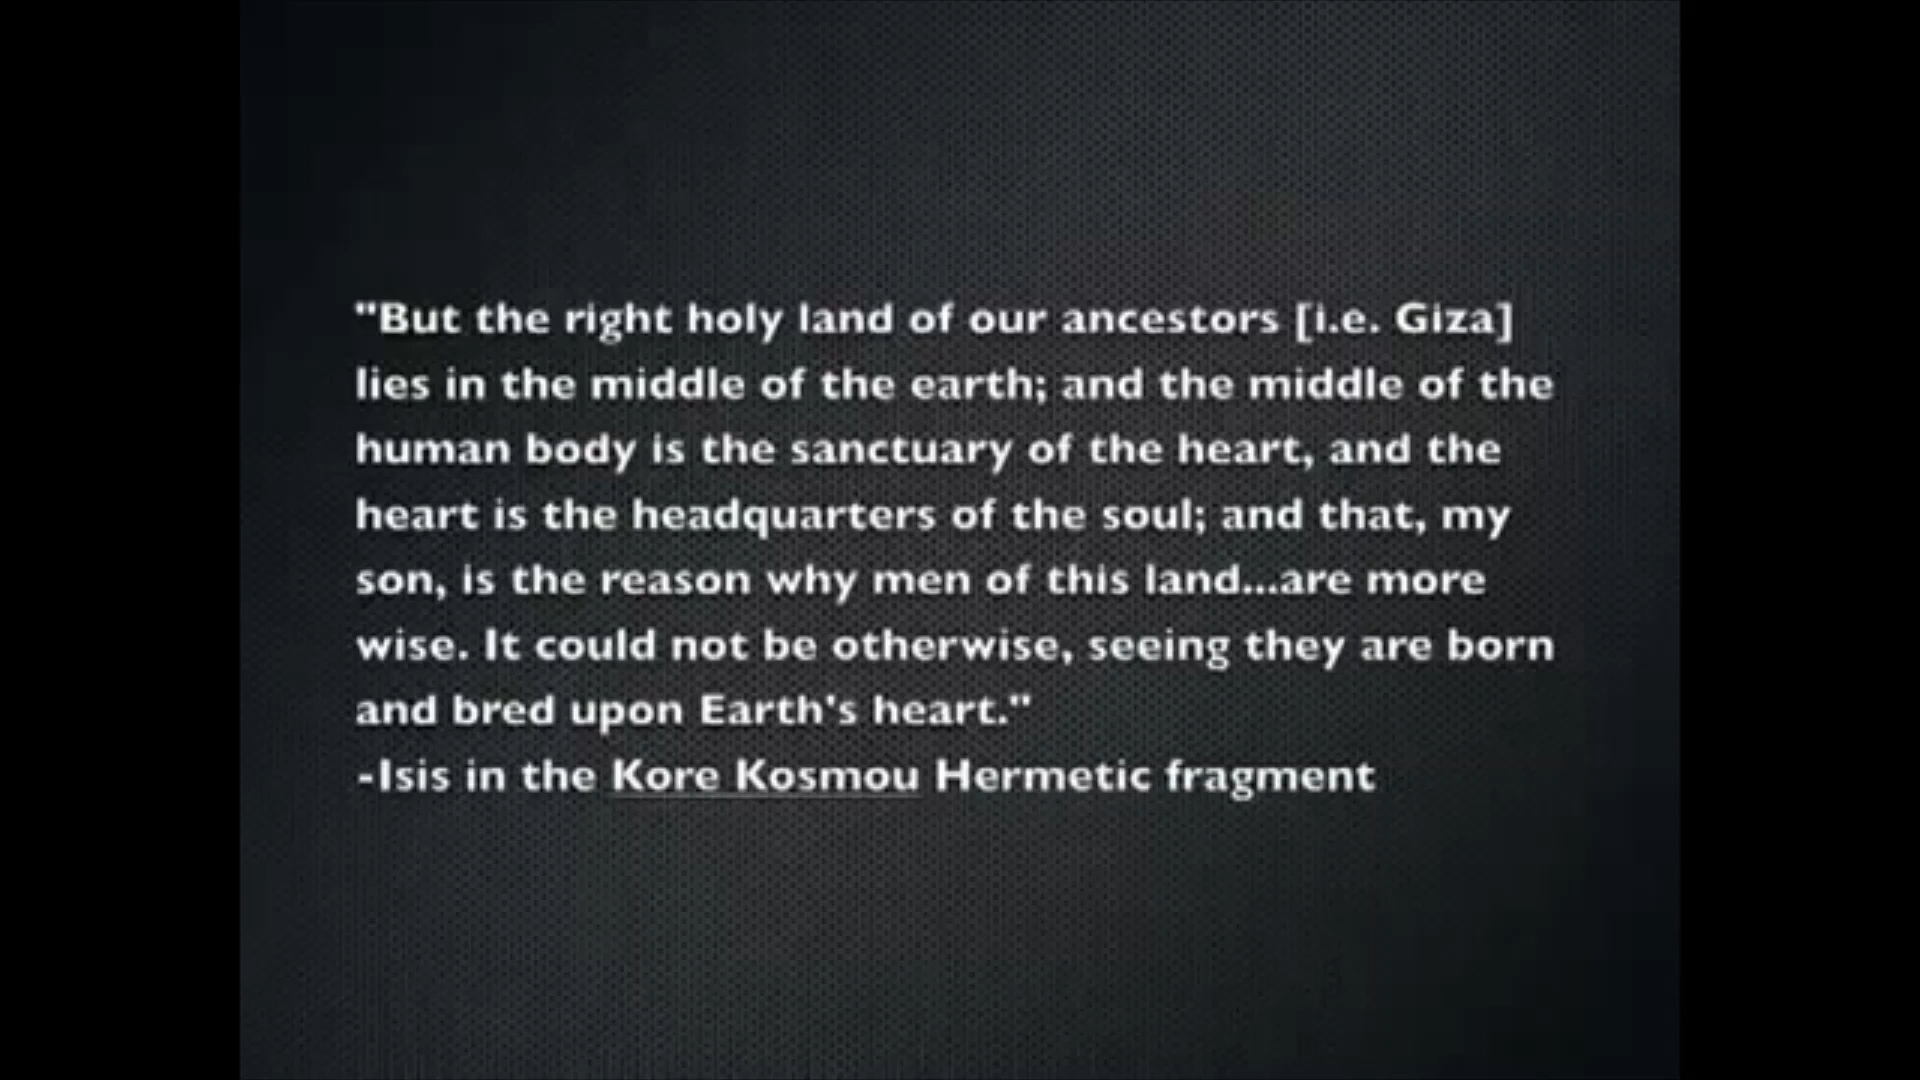 "But the right holy land of our ancestors [i.e. Giza]
lies in the middle of the earth; and the middle of the
human body is the sanctuary of the heart, and the
heart is the headquarters of the soul; and that, my
son, is the reason why men of this land...are more
wise. It could not be otherwise, seeing they are born
and bred upon Earth's heart."
-Isis in the Kore Kosmou Hermetic fragment